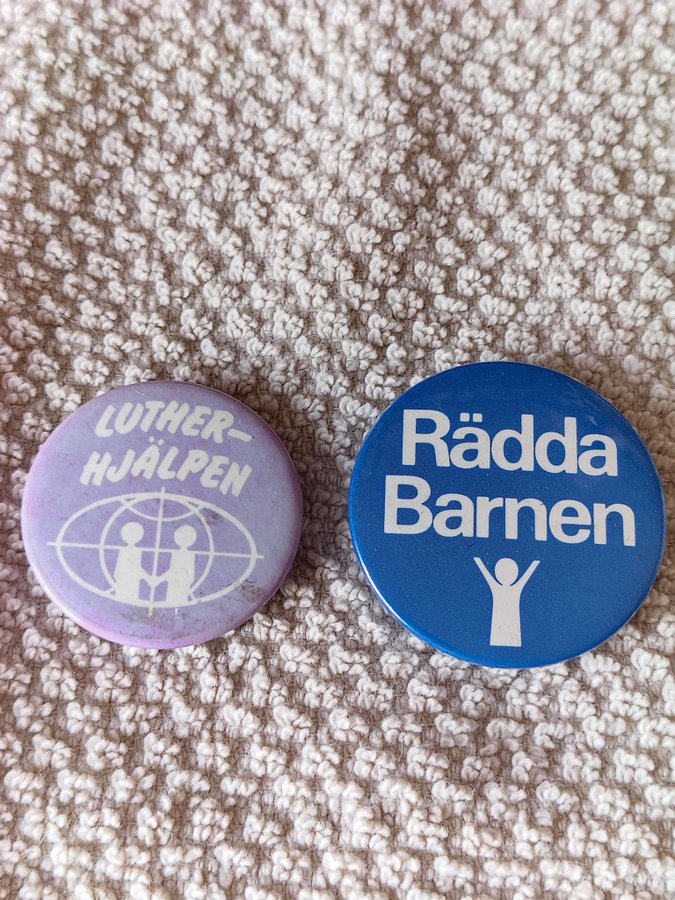 LUTHER-
HJÄLPEN
Rädda
Barnen